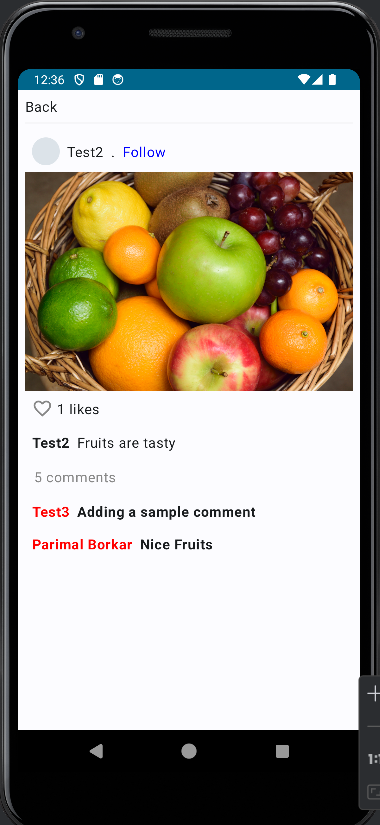 12:36
Back
Test2 . Follow
1 likes
Test2 Fruits are tasty
5 comments
Test3 Adding a sample comment
Parimal Borkar Nice Fruits